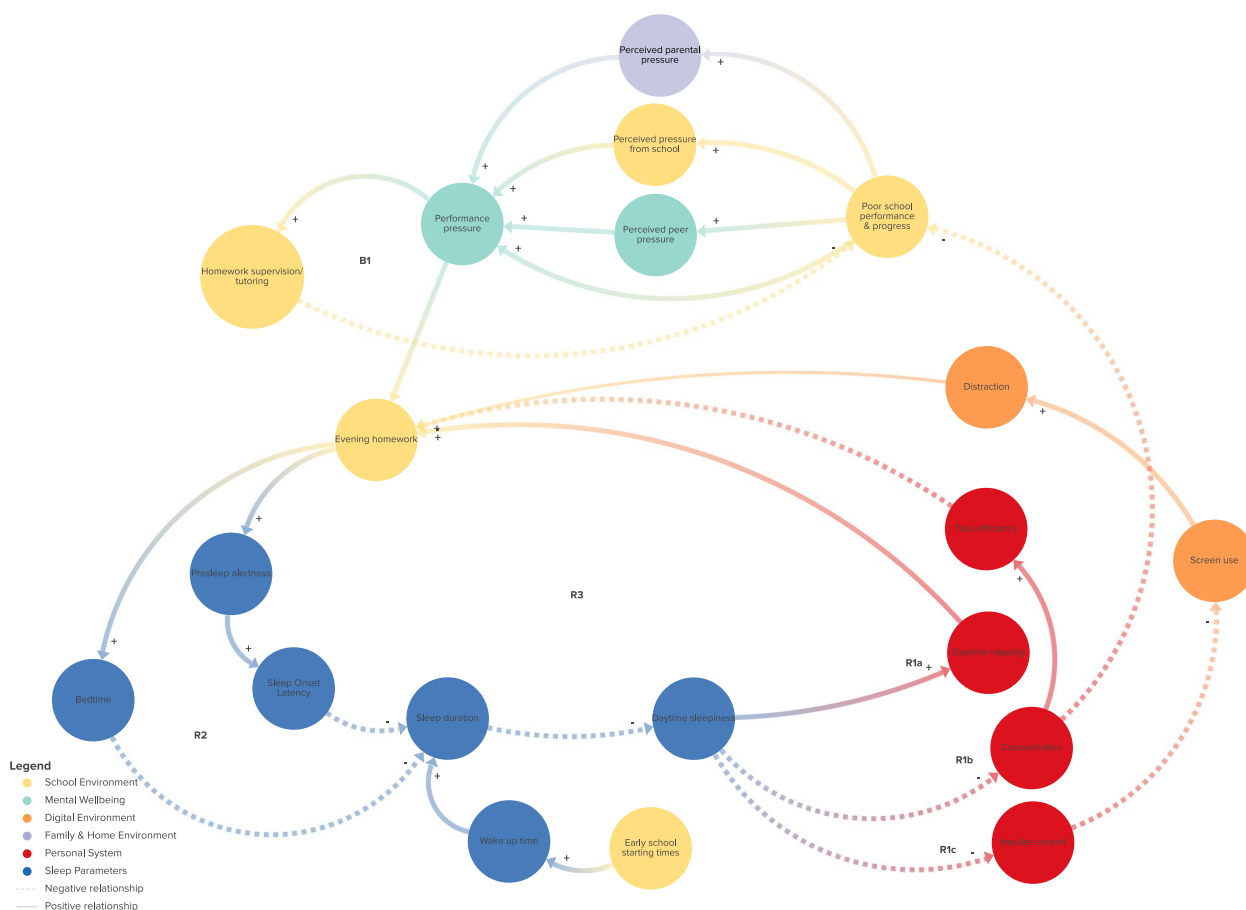 Perceived parental
pressure
+
Perceived pressure
from school
+
+
+
Poor school
performance
& progress
Performance
pressure
+
Perceived peer
pressure
+
+
-
-
+
B1
Homework supervision/
tutoring
Distraction
+
Evening homework
+
-
+
Task efficiency
+
Presleep alertness
+
Screen use
-
R3
+
+
Daytime napping
R1a
+
Sleep Onset
Latency
Bedtime
R2
-
Sleep duration
-
Daytime sleepiness
Concentration
R1b
-
-
+
Wake up time
+
Early school
starting times
Impulse control
R1c
-
Legend
School Environment
Mental Wellbeing
Digital Environment
Family & Home Environment
Personal System
Sleep Parameters
Negative relationship
Positive relationship